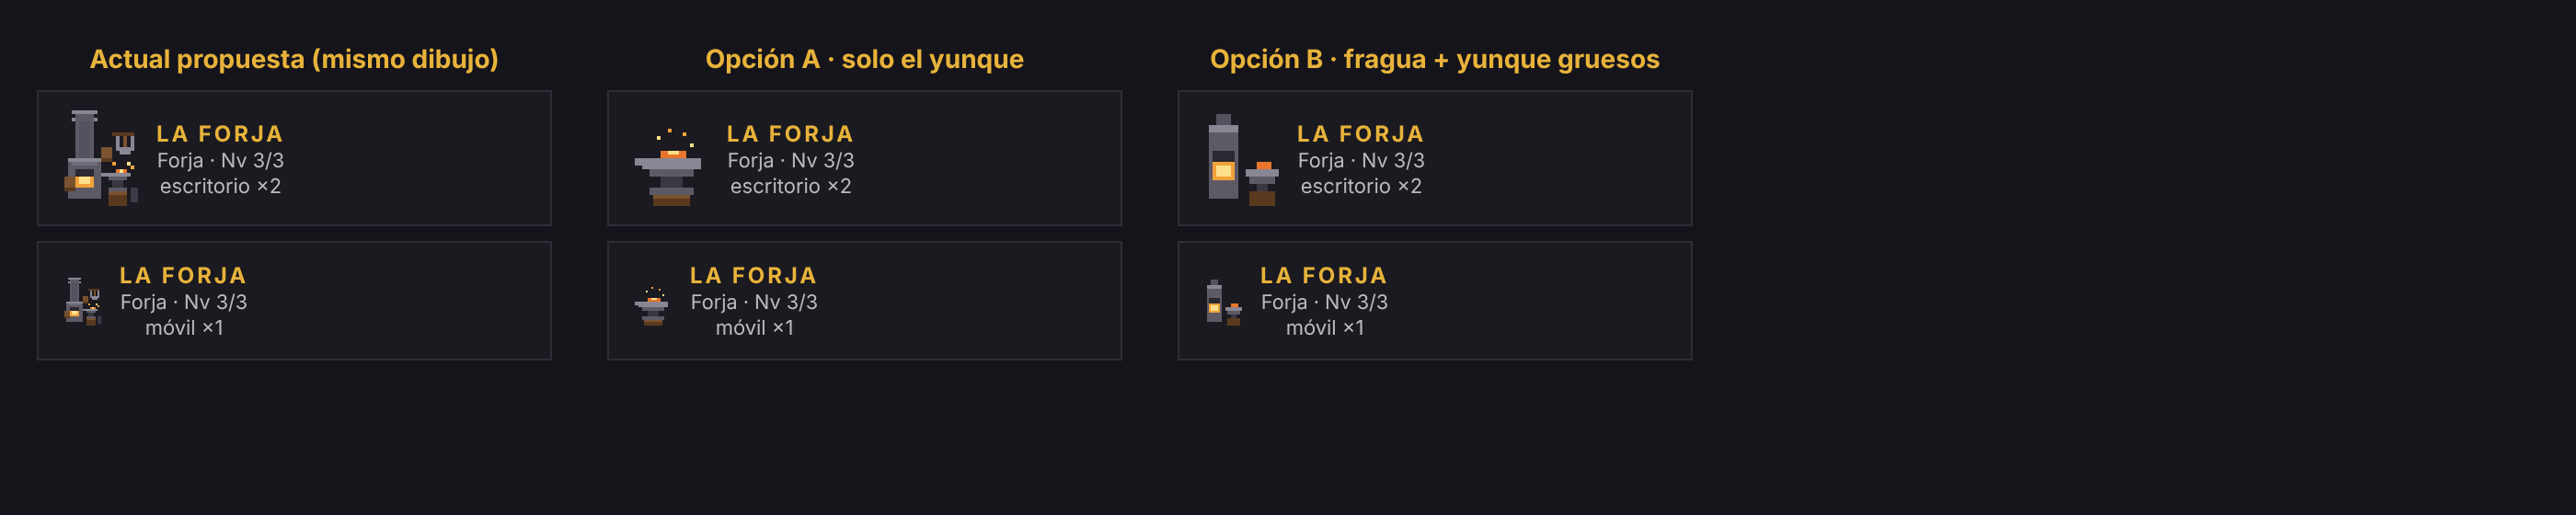 Actual propuesta (mismo dibujo)
LA FORJA
Forja · Nv 3/3
escritorio ×2
LA FORJA
Forja · Nv 3/3
móvil ×1
Opción A · solo el yunque
LA FORJA
Forja · Nv 3/3
escritorio ×2
LA FORJA
Forja · Nv 3/3
móvil ×1
Opción B · fragua + yunque gruesos
LA FORJA
Forja · Nv 3/3
escritorio ×2
LA FORJA
Forja · Nv 3/3
móvil ×1